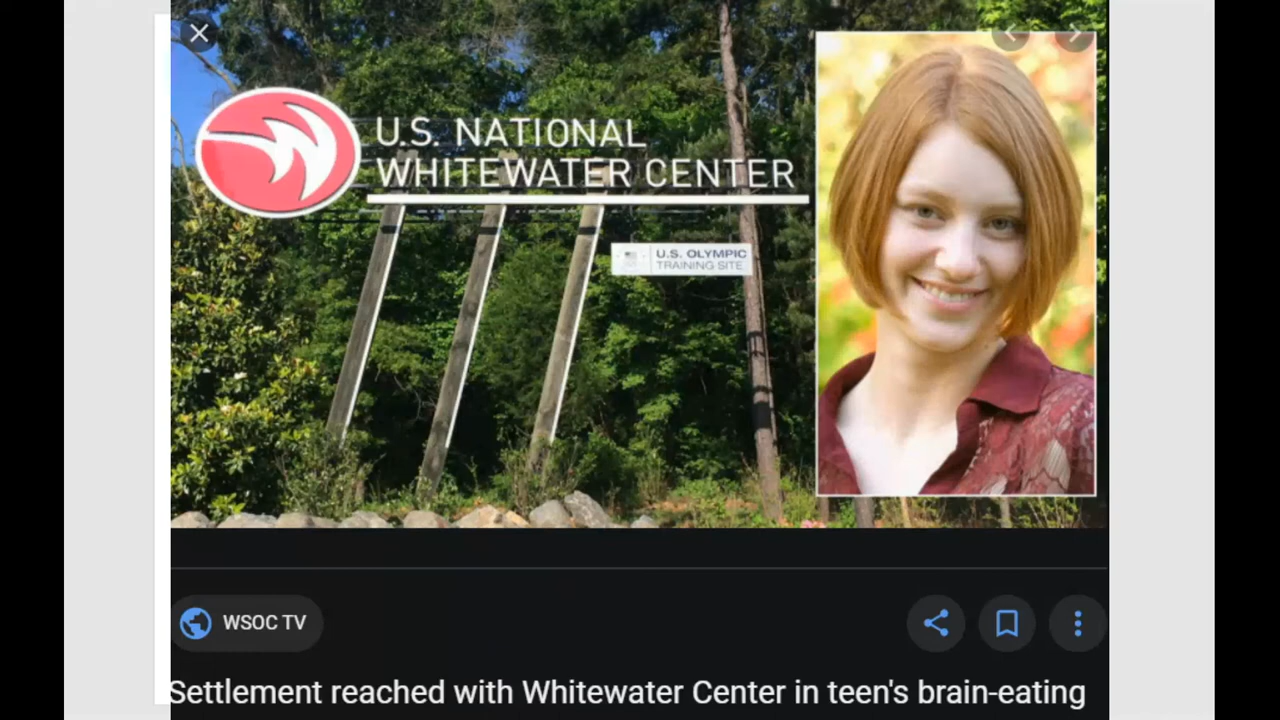 U.S. NATIONAL
WHITEWATER CENTER
U.S. OLYMPIC
TRAINING SITE
WSOC TV
Settlement reached with Whitewater Center in teen's brain-eating